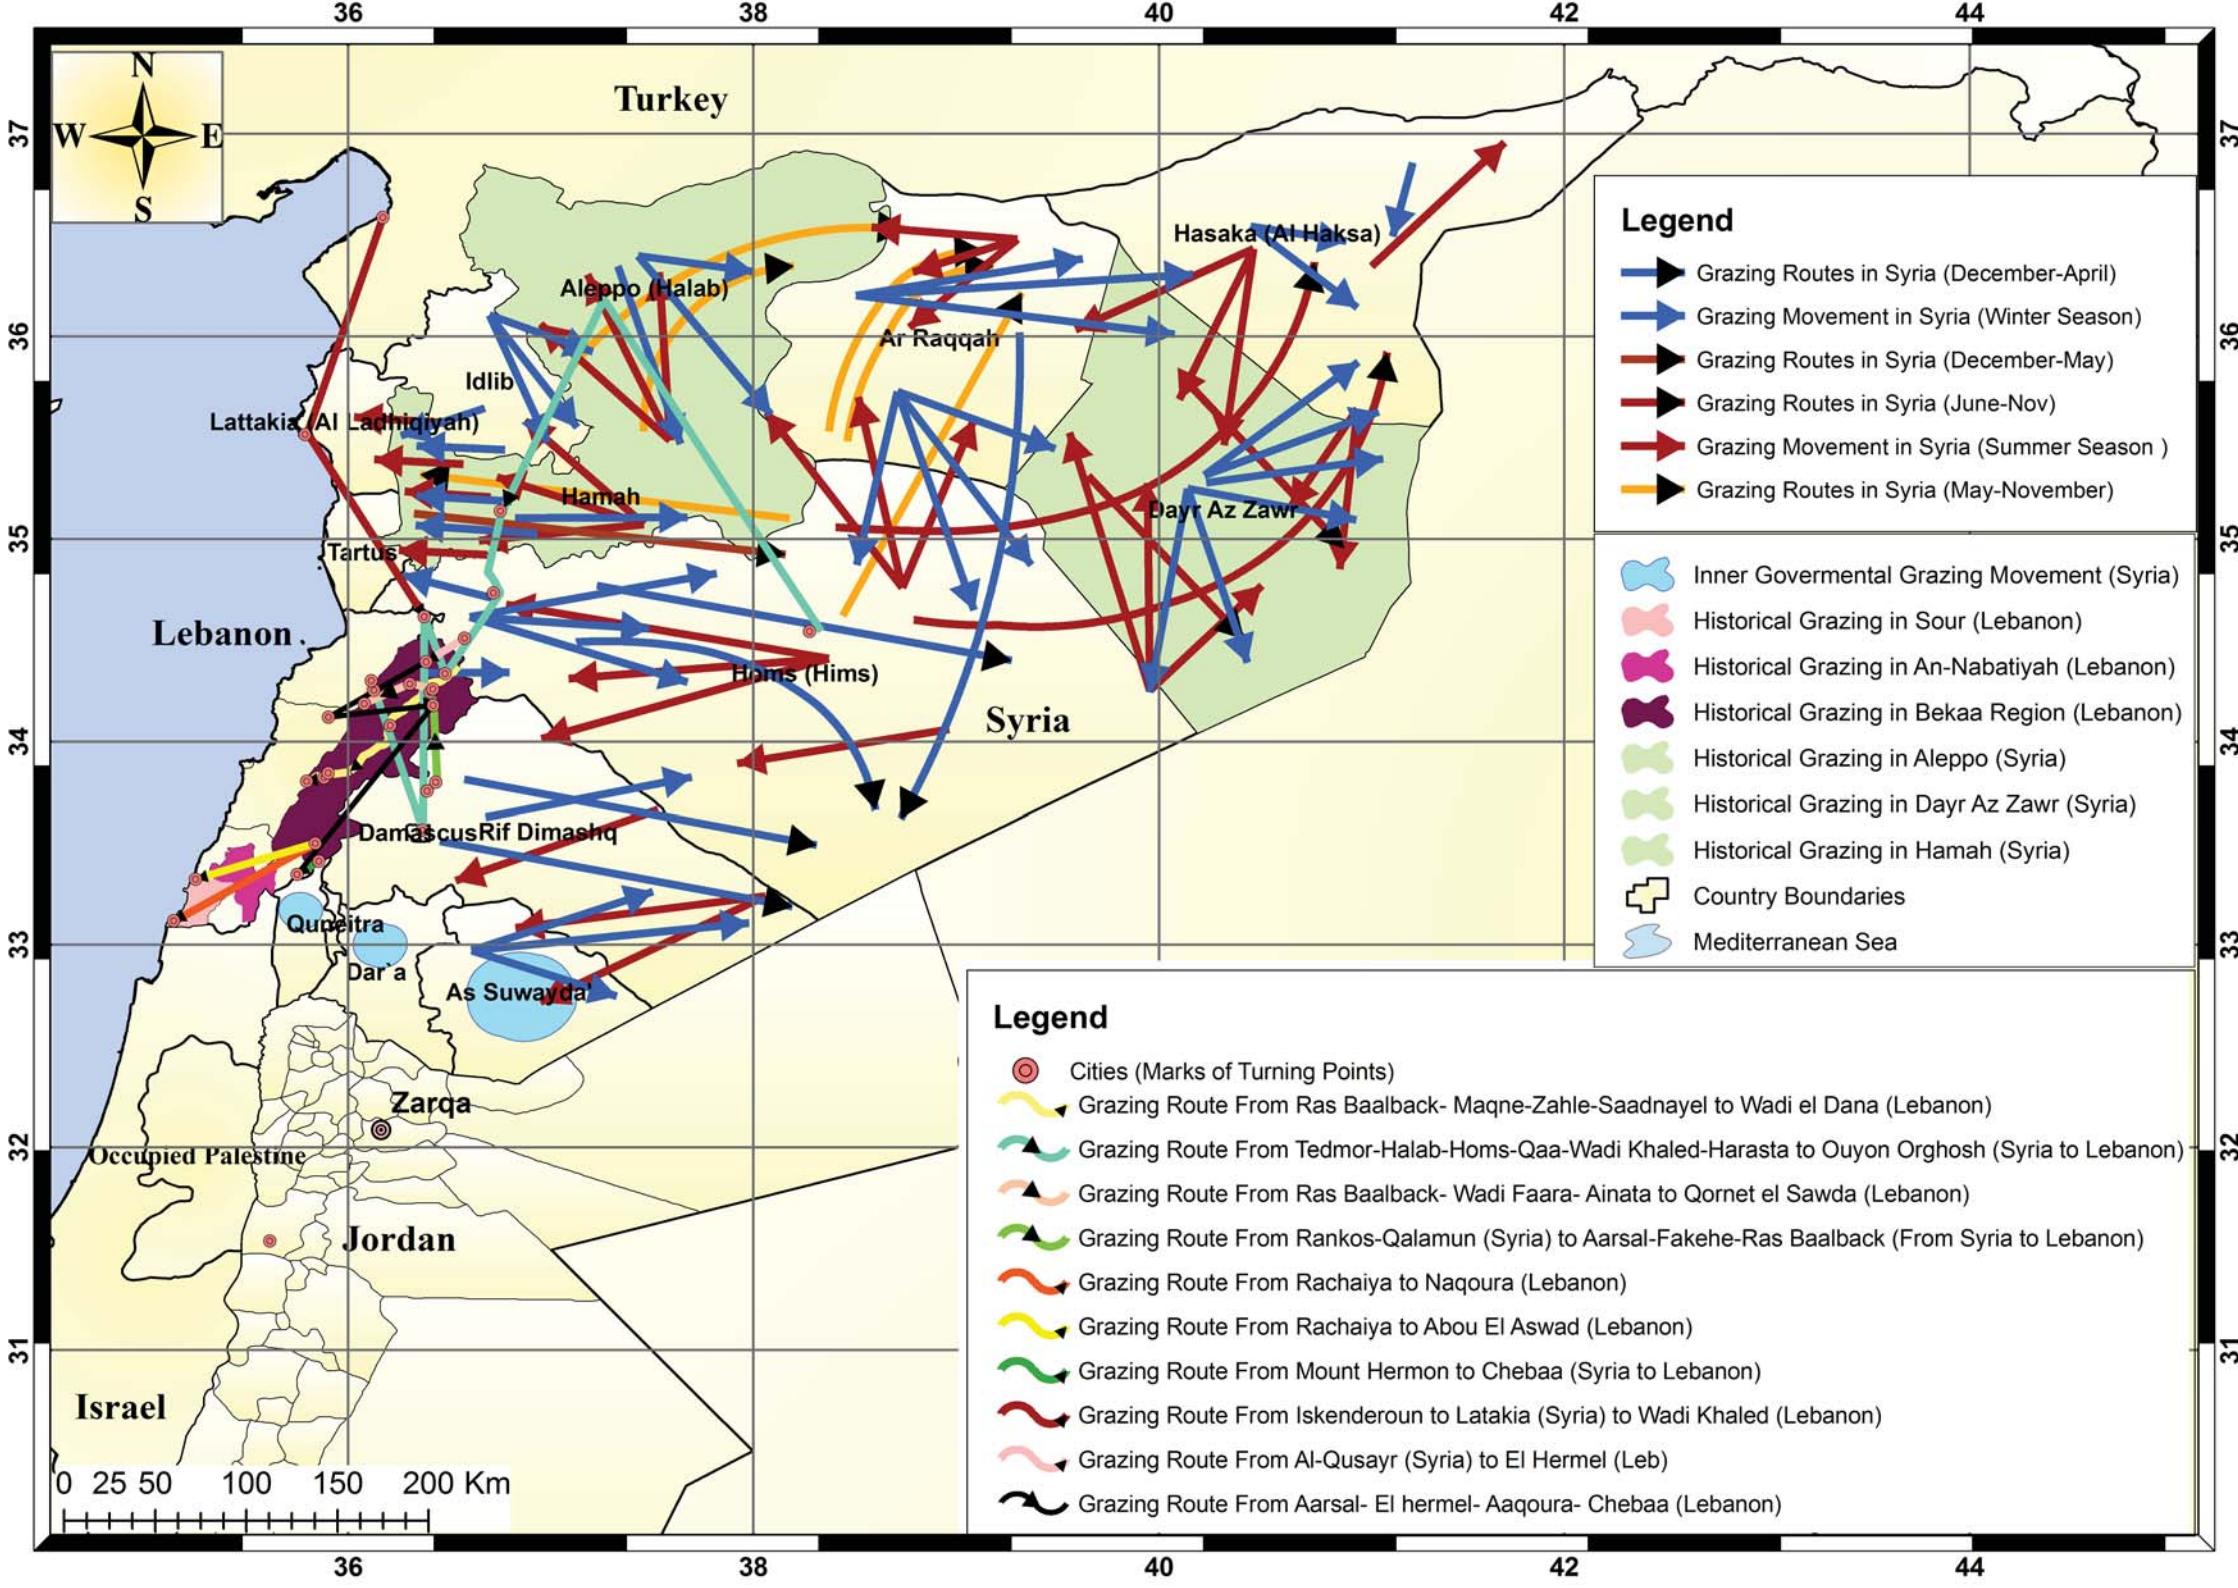 36 38 40 42 44
N
W E
S
Turkey
37 37
Legend
Grazing Routes in Syria (December-April)
Grazing Movement in Syria (Winter Season)
Grazing Routes in Syria (December-May)
Grazing Routes in Syria (June-Nov)
Grazing Movement in Syria (Summer Season )
Grazing Routes in Syria (May-November)
Hasaka (Al Haksa)
Aleppo (Halab)
36 36
Ar Raqqah
Idlib
Lattakia (Al Ladhiqiyah)
Hamah
Dayr Az Zawr
35 35
Tartus
Inner Govermental Grazing Movement (Syria)
Historical Grazing in Sour (Lebanon)
Historical Grazing in An-Nabatiyah (Lebanon)
Historical Grazing in Bekaa Region (Lebanon)
Historical Grazing in Aleppo (Syria)
Historical Grazing in Dayr Az Zawr (Syria)
Historical Grazing in Hamah (Syria)
Country Boundaries
Mediterranean Sea
Lebanon .
Homs (Hims)
Syria
34 34
Damascus Rif Dimashq
Quneitra
33 33
Dar`a
As Suwayda'
Legend
Cities (Marks of Turning Points)
Grazing Route From Ras Baalback- Maqne-Zahle-Saadnayel to Wadi el Dana (Lebanon)
Grazing Route From Tedmor-Halab-Homs-Qaa-Wadi Khaled-Harasta to Ouyon Orghosh (Syria to Lebanon)
Grazing Route From Ras Baalback- Wadi Faara- Ainata to Qornet el Sawda (Lebanon)
Grazing Route From Rankos-Qalamun (Syria) to Aarsal-Fakehe-Ras Baalback (From Syria to Lebanon)
Grazing Route From Rachaiya to Naqoura (Lebanon)
Grazing Route From Rachaiya to Abou El Aswad (Lebanon)
Grazing Route From Mount Hermon to Chebaa (Syria to Lebanon)
Grazing Route From Iskenderoun to Latakia (Syria) to Wadi Khaled (Lebanon)
Grazing Route From Al-Qusayr (Syria) to El Hermel (Leb)
Grazing Route From Aarsal- El hermel- Aaqoura- Chebaa (Lebanon)
Zarqa
32 32
Occupied Palestine
Jordan
31 31
Israel
0 25 50 100 150 200 Km
36 38 40 42 44